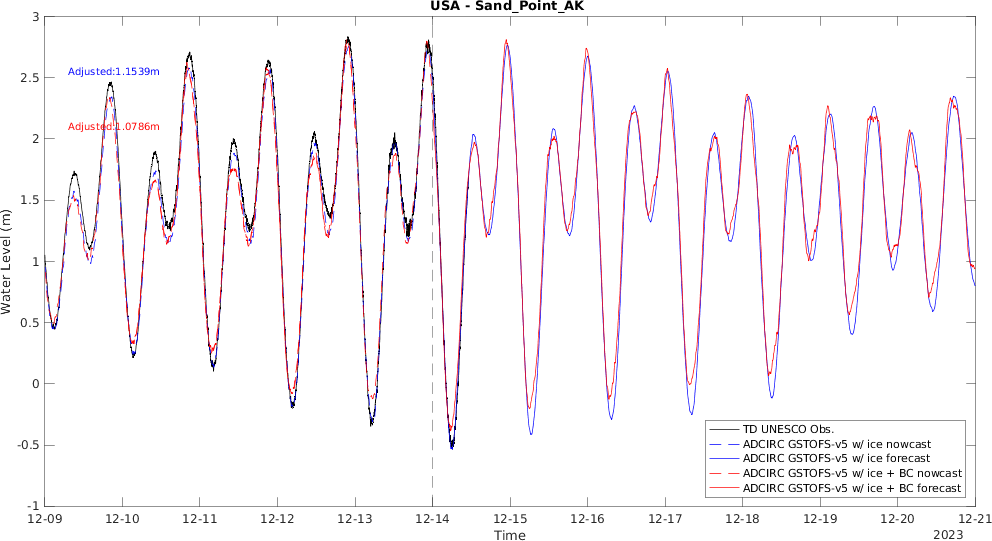 USA - Sand_Point_AK
3
2.5
2
1.5
1
0.5
0
-0.5
-1
Water Level (m)
Adjusted:1.1539m
Adjusted:1.0786m
TD UNESCO Obs.
ADCIRC GSTOFS-v5 w/ ice nowcast
ADCIRC GSTOFS-v5 w/ ice forecast
ADCIRC GSTOFS-v5 w/ ice + BC nowcast
ADCIRC GSTOFS-v5 w/ ice + BC forecast
12-09 12-10 12-11 12-12 12-13 12-14 12-15 12-16 12-17 12-18 12-19 12-20 12-21
Time
2023